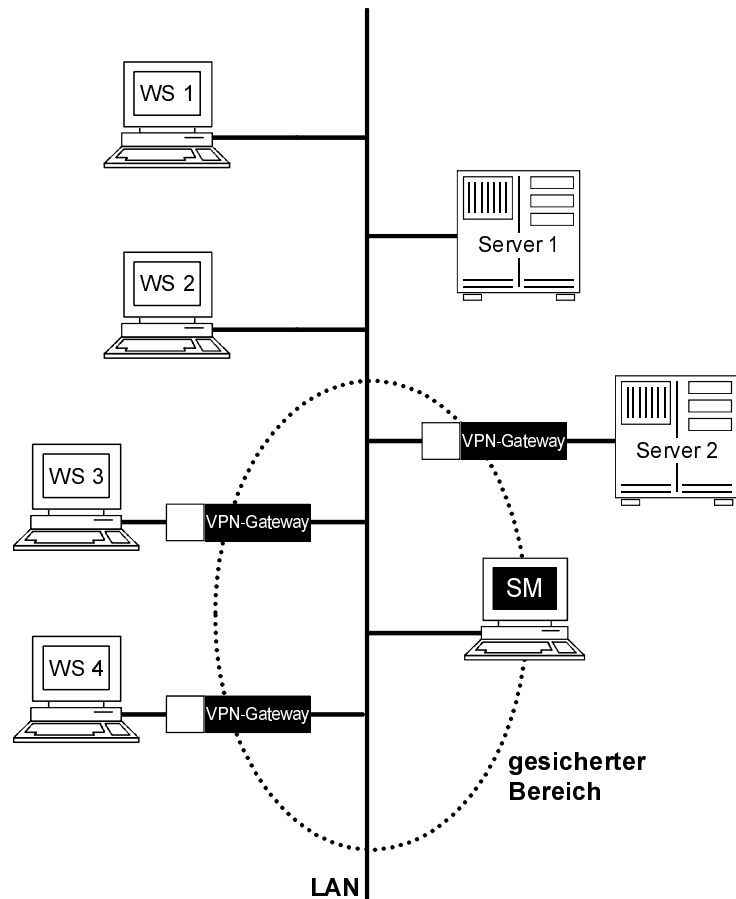 WS 1
Server 1
WS 2
VPN-Gateway
Server 2
WS 3
VPN-Gateway
SM
WS 4
VPN-Gateway
gesicherter
Bereich
LAN